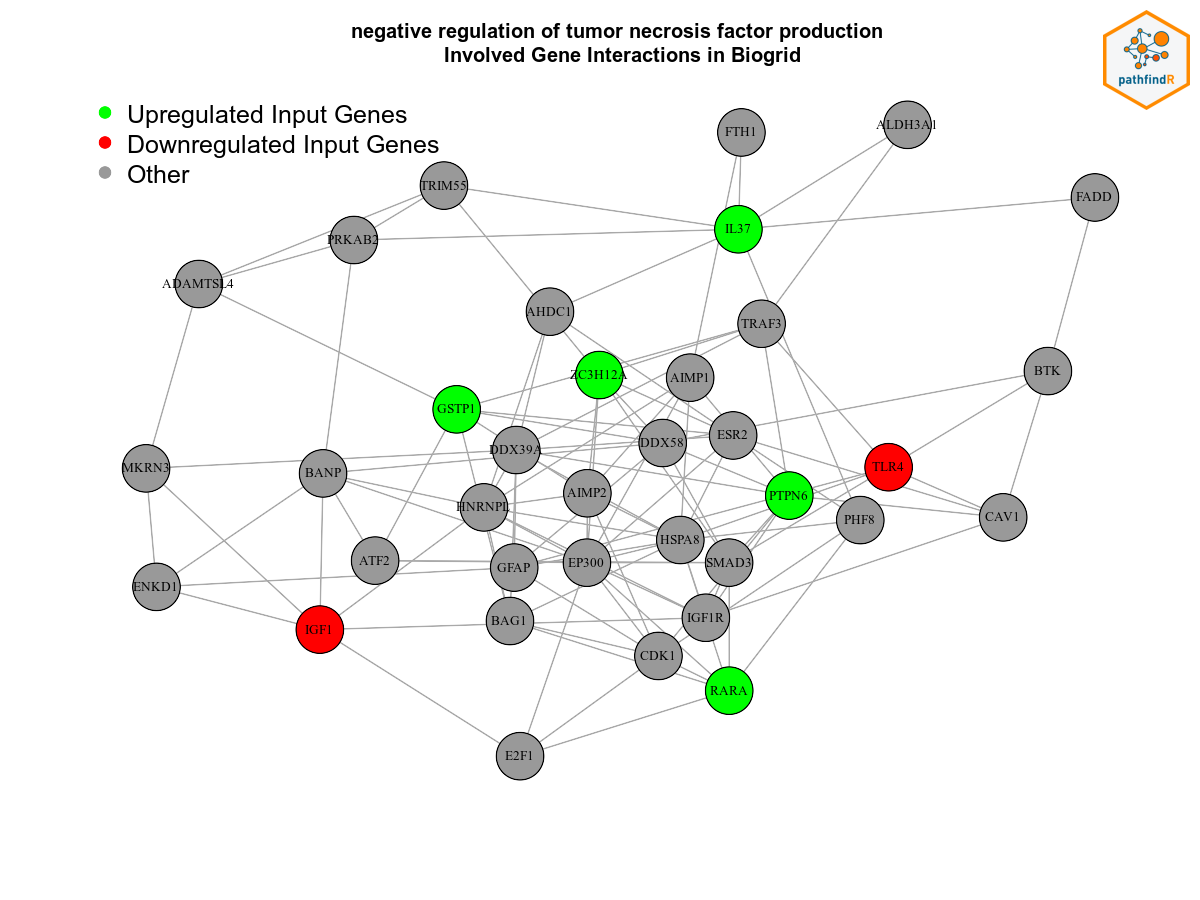 negative regulation of tumor necrosis factor production
Involved Gene Interactions in Biogrid
pathfindR
Upregulated Input Genes
Downregulated Input Genes
Other
FTH1
ALDH3A1
TRIM55
FADD
IL37
PRKAB2
ADAMTSL4
AHDC1
TRAF3
ZC3H12A
AIMP1
BTK
GSTP1
ESR2
DDX58
DDX39A
MKRN3
BANP
TLR4
AIMP2
PTPN6
HNRNPL
CAV1
PHF8
HSPA8
ATF2
GFAP
EP300
SMAD3
ENKD1
IGF1R
BAG1
IGF1
CDK1
RARA
E2F1